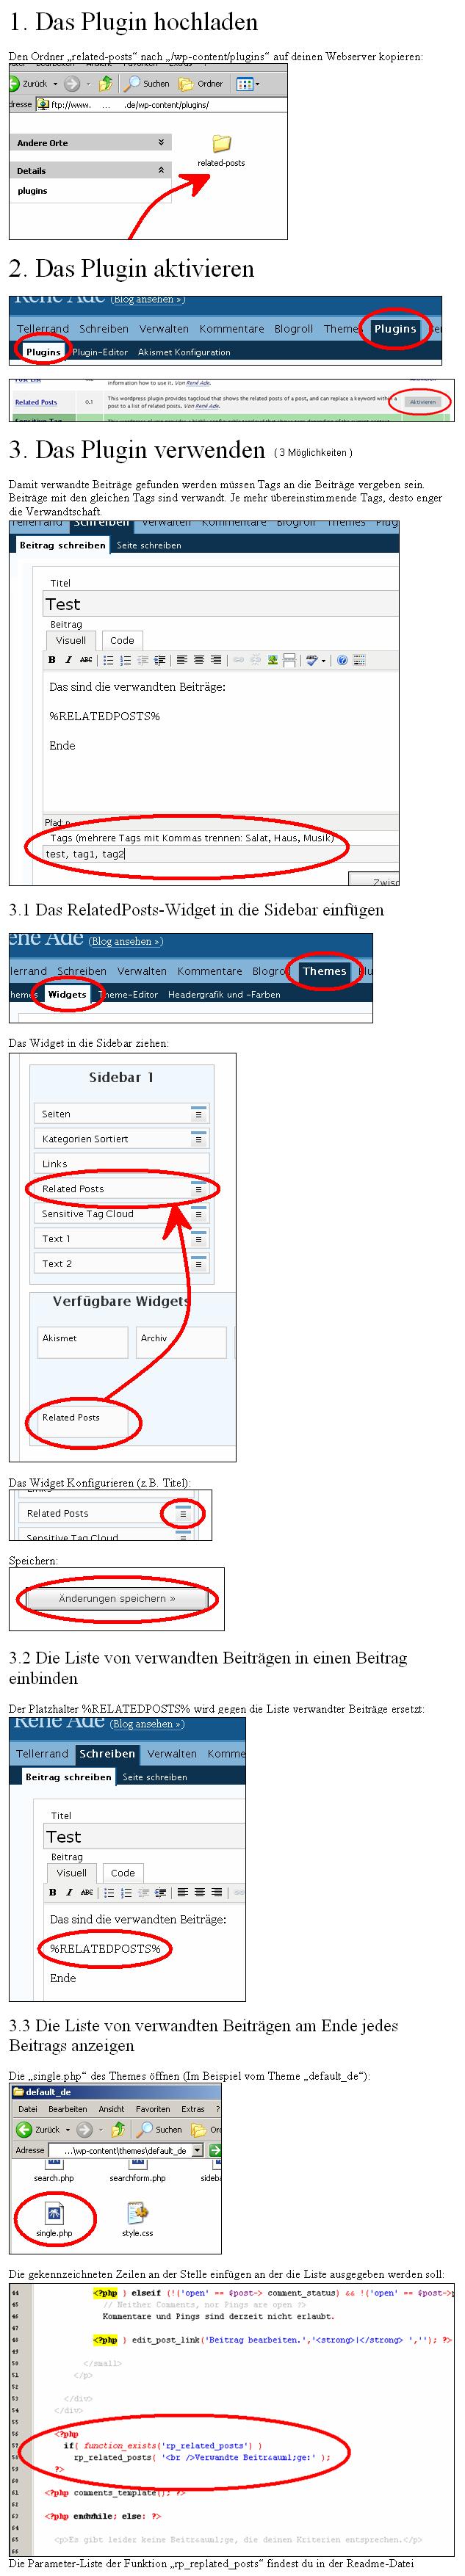 1. Das Plugin hochladen
Den Ordner „related-posts“ nach „/wp-content/plugins“ auf deinen Webserver kopieren:
Datei Bearbeiten Ansicht Favoriten Extras
Zurück Suchen Ordner
dresse ftp://www. ... .de/wp-content/plugins/
Andere Orte
Details
plugins
related-posts
2. Das Plugin aktivieren
René Ade (Blog ansehen »)
Tellerrand Schreiben Verwalten Kommentare Blogroll Themes Plugins
Plugins Plugin-Editor Akismet Konfiguration
information how to use it. Von René Ade.
Related Posts 0.1 This wordpress plugin provides tagcloud that shows the related posts of a post, and can replace a keyword within a post to a list of related posts. Von René Ade. Aktivieren
Sensitive Tag
3. Das Plugin verwenden ( 3 Möglichkeiten )
Damit verwandte Beiträge gefunden werden müssen Tags an die Beiträge vergeben sein.
Beiträge mit den gleichen Tags sind verwandt. Je mehr übereinstimmende Tags, desto enger
die Verwandtschaft.
Tellerrand Schreiben Verwalten Kommentare Blogroll Themes Plug
Beitrag schreiben Seite schreiben
Titel
Test
Beitrag
Visuell Code
B I ABC
Das sind die verwandten Beiträge:
%RELATEDPOSTS%
Ende
Pfad: p
Tags (mehrere Tags mit Kommas trennen: Salat, Haus, Musik)
test, tag1, tag2
Zwisc
3.1 Das RelatedPosts-Widget in die Sidebar einfügen
René Ade (Blog ansehen »)
llerrand Schreiben Verwalten Kommentare Blogroll Themes Plu
hemes Widgets Theme-Editor Headergrafik und -Farben
Das Widget in die Sidebar ziehen:
Sidebar 1
Seiten
Kategorien Sortiert
Links
Related Posts
Sensitive Tag Cloud
Text 1
Text 2
Verfügbare Widgets
Akismet Archiv
Related Posts
Das Widget Konfigurieren (z.B. Titel):
Links
Related Posts
Sensitive Tag Cloud
Speichern:
Änderungen speichern »
3.2 Die Liste von verwandten Beiträgen in einen Beitrag
einbinden
Der Platzhalter %RELATEDPOSTS% wird gegen die Liste verwandter Beiträge ersetzt:
René Ade (Blog ansehen »)
Tellerrand Schreiben Verwalten Komme
Beitrag schreiben Seite schreiben
Titel
Test
Beitrag
Visuell Code
B I ABC
Das sind die verwandten Beiträge:
%RELATEDPOSTS%
Ende
3.3 Die Liste von verwandten Beiträgen am Ende jedes
Beitrags anzeigen
Die „single.php“ des Themes öffnen (Im Beispiel vom Theme „default_de“):
default_de
Datei Bearbeiten Ansicht Favoriten Extras ?
Zurück Suchen Ord
Adresse ...\wp-content\themes\default_de
search.php searchform.php sideba
single.php style.css
Die gekennzeichneten Zeilen an der Stelle einfügen an der die Liste ausgegeben werden soll:
44 <?php } elseif (!('open' == $post-> comment_status) && !('open' == $post->p
45 // Neither Comments, nor Pings are open ?>
46 Kommentare und Pings sind derzeit nicht erlaubt.
47
48 <?php } edit_post_link('Beitrag bearbeiten.','<strong>|</strong> ',''); ?>
49
50 </small>
51 </p>
52
53 </div>
54 </div>
55
56 <?php
57 if( function_exists('rp_related_posts') )
58 rp_related_posts( '<br />Verwandte Beitr&auml;ge:' );
59 ?>
60
61 <?php comments_template(); ?>
62
63 <?php endwhile; else: ?>
64
65 <p>Es gibt leider keine Beitr&auml;ge, die deinen Kriterien entsprechen.</p>
66
Die Parameter-Liste der Funktion „rp_replated_posts“ findest du in der Readme-Datei